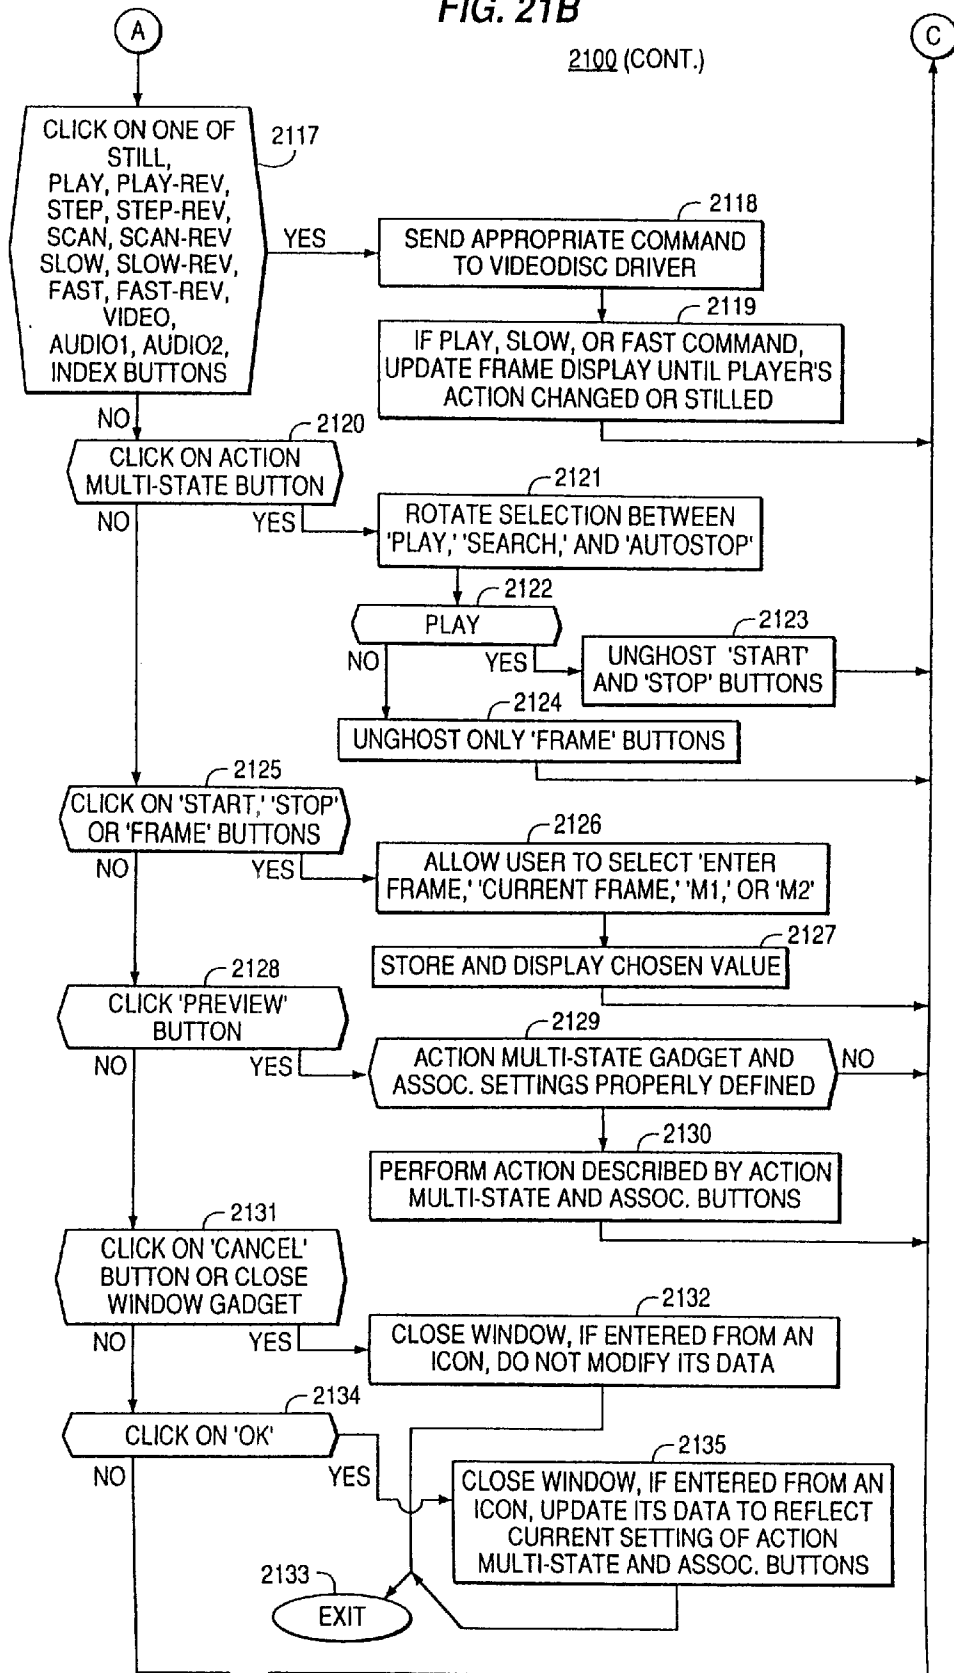 FIG. 21B
2100 (CONT.)
A
C
CLICK ON ONE OF
STILL,
PLAY, PLAY-REV,
STEP, STEP-REV,
SCAN, SCAN-REV
SLOW, SLOW-REV,
FAST, FAST-REV,
VIDEO,
AUDIO1, AUDIO2,
INDEX BUTTONS
2117
YES
NO
2118
SEND APPROPRIATE COMMAND
TO VIDEODISC DRIVER
2119
IF PLAY, SLOW, OR FAST COMMAND,
UPDATE FRAME DISPLAY UNTIL PLAYER'S
ACTION CHANGED OR STILLED
2120
CLICK ON ACTION
MULTI-STATE BUTTON
NO
YES
2121
ROTATE SELECTION BETWEEN
'PLAY,' 'SEARCH,' AND 'AUTOSTOP'
2122
PLAY
NO
YES
2123
UNGHOST 'START'
AND 'STOP' BUTTONS
2124
UNGHOST ONLY 'FRAME' BUTTONS
2125
CLICK ON 'START,' 'STOP'
OR 'FRAME' BUTTONS
NO
YES
2126
ALLOW USER TO SELECT 'ENTER
FRAME,' 'CURRENT FRAME,' 'M1,' OR 'M2'
2127
STORE AND DISPLAY CHOSEN VALUE
2128
CLICK 'PREVIEW'
BUTTON
NO
YES
2129
ACTION MULTI-STATE GADGET AND
ASSOC. SETTINGS PROPERLY DEFINED
NO
2130
PERFORM ACTION DESCRIBED BY ACTION
MULTI-STATE AND ASSOC. BUTTONS
2131
CLICK ON 'CANCEL'
BUTTON OR CLOSE
WINDOW GADGET
NO
YES
2132
CLOSE WINDOW, IF ENTERED FROM AN
ICON, DO NOT MODIFY ITS DATA
2134
CLICK ON 'OK'
NO
YES
2135
CLOSE WINDOW, IF ENTERED FROM AN
ICON, UPDATE ITS DATA TO REFLECT
CURRENT SETTING OF ACTION
MULTI-STATE AND ASSOC. BUTTONS
2133
EXIT